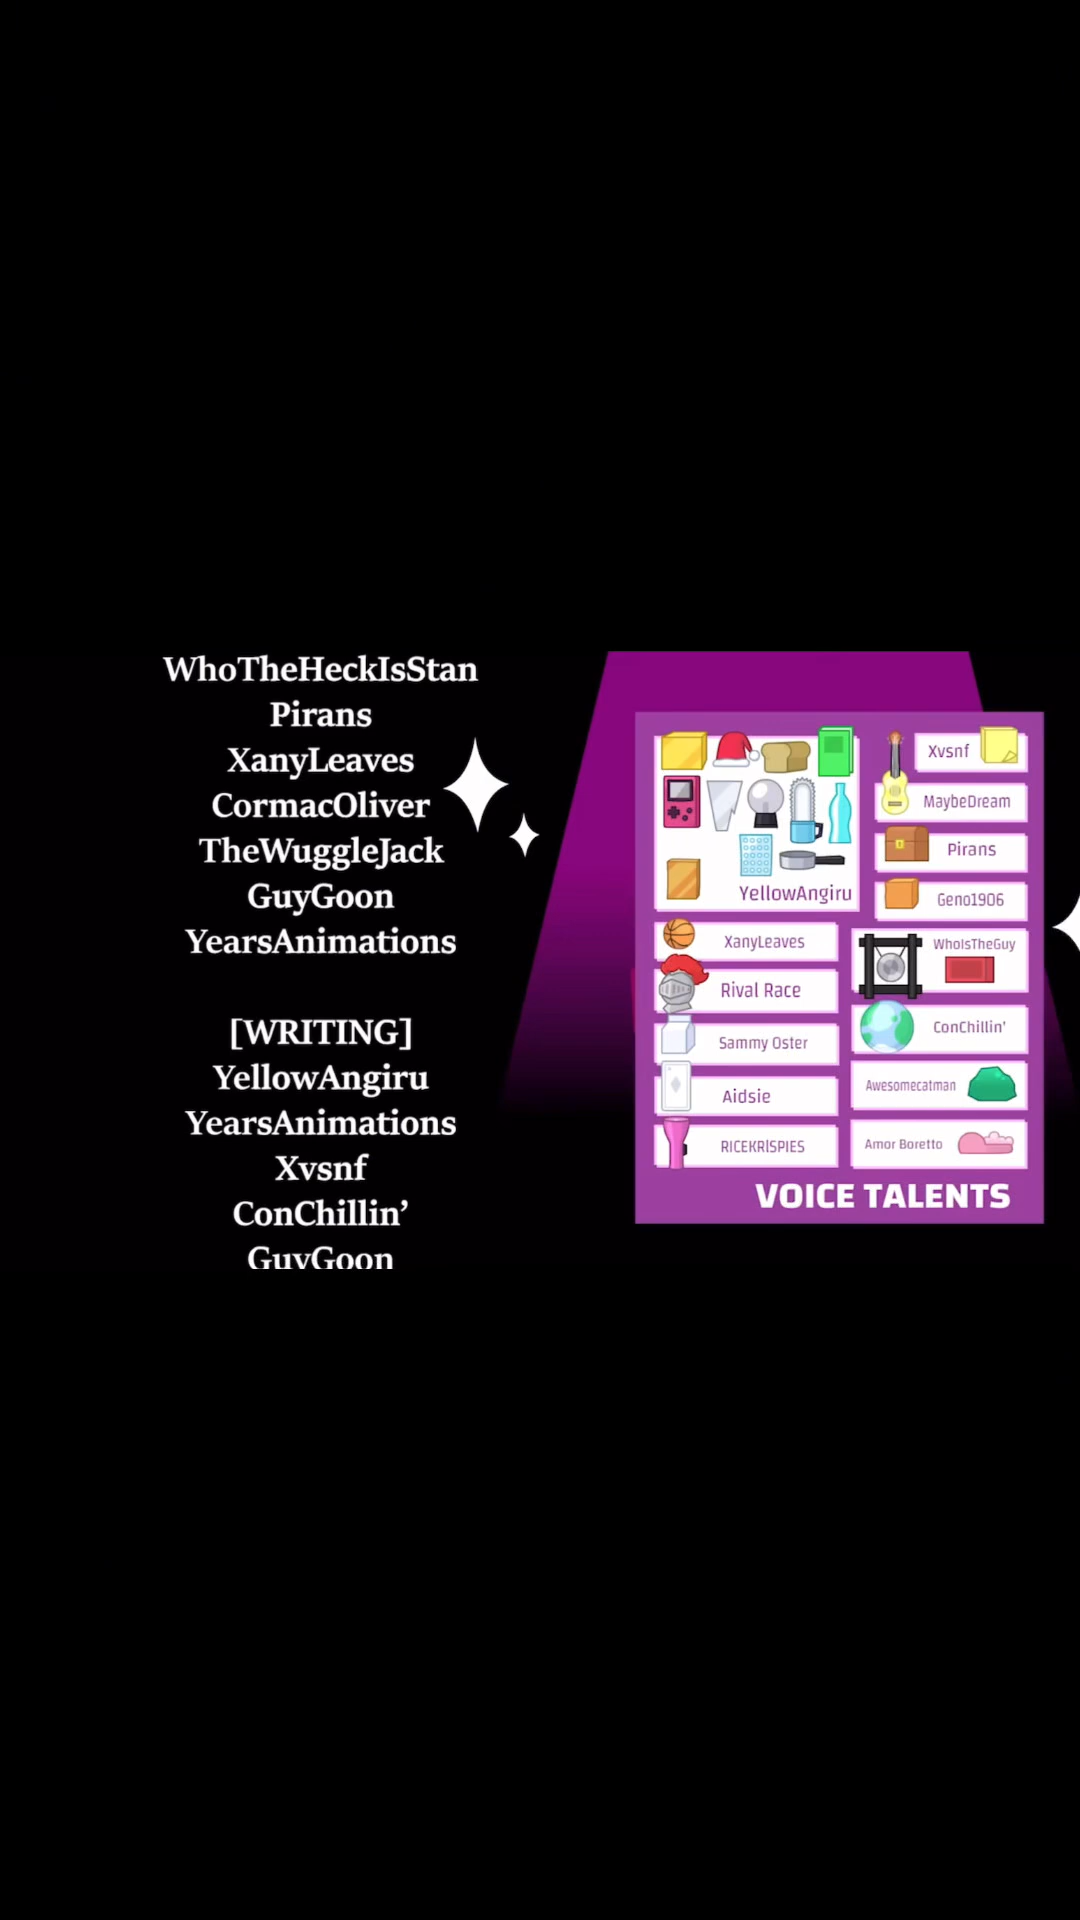 WhoTheHeckIsStan
Pirans
XanyLeaves
CormacOliver
TheWuggleJack
GuyGoon
YearsAnimations
[WRITING]
YellowAngiru
YearsAnimations
Xvsnf
ConChillin’
GuyGoon
YellowAngiru
XanyLeaves
Rival Race
Sammy Oster
Aidsie
RICEKRISPIES
Xvsnf
MaybeDream
Pirans
Geno1906
WhoIsTheGuy
ConChillin'
Awesomecatman
Amor Boretto
VOICE TALENTS